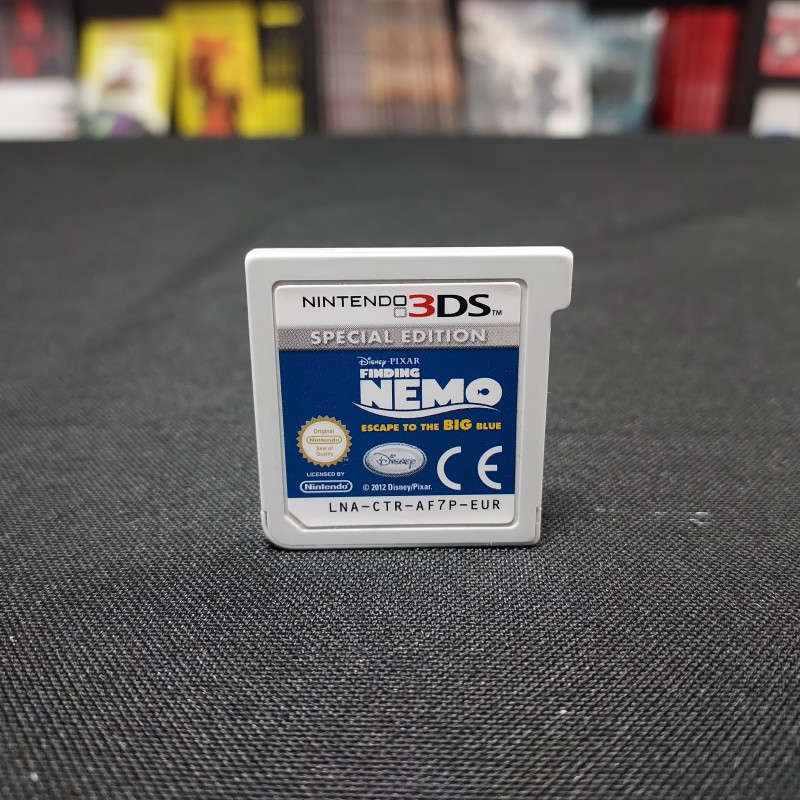 NINTENDO 3DS™
SPECIAL EDITION
Disney·PIXAR
FINDING
NEMO
ESCAPE TO THE BIG BLUE
Original
Nintendo
Seal of
Quality
Disney
CE
LICENSED BY
Nintendo
© 2012 Disney/Pixar.
LNA-CTR-AF7P-EUR